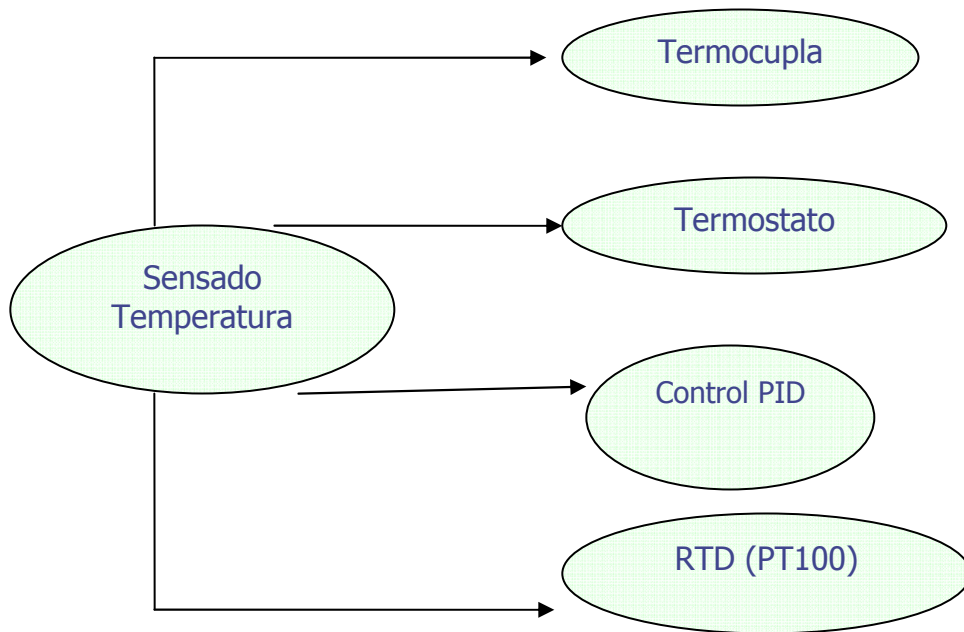 Termocupla
Termostato
Sensado
Temperatura
Control PID
RTD (PT100)